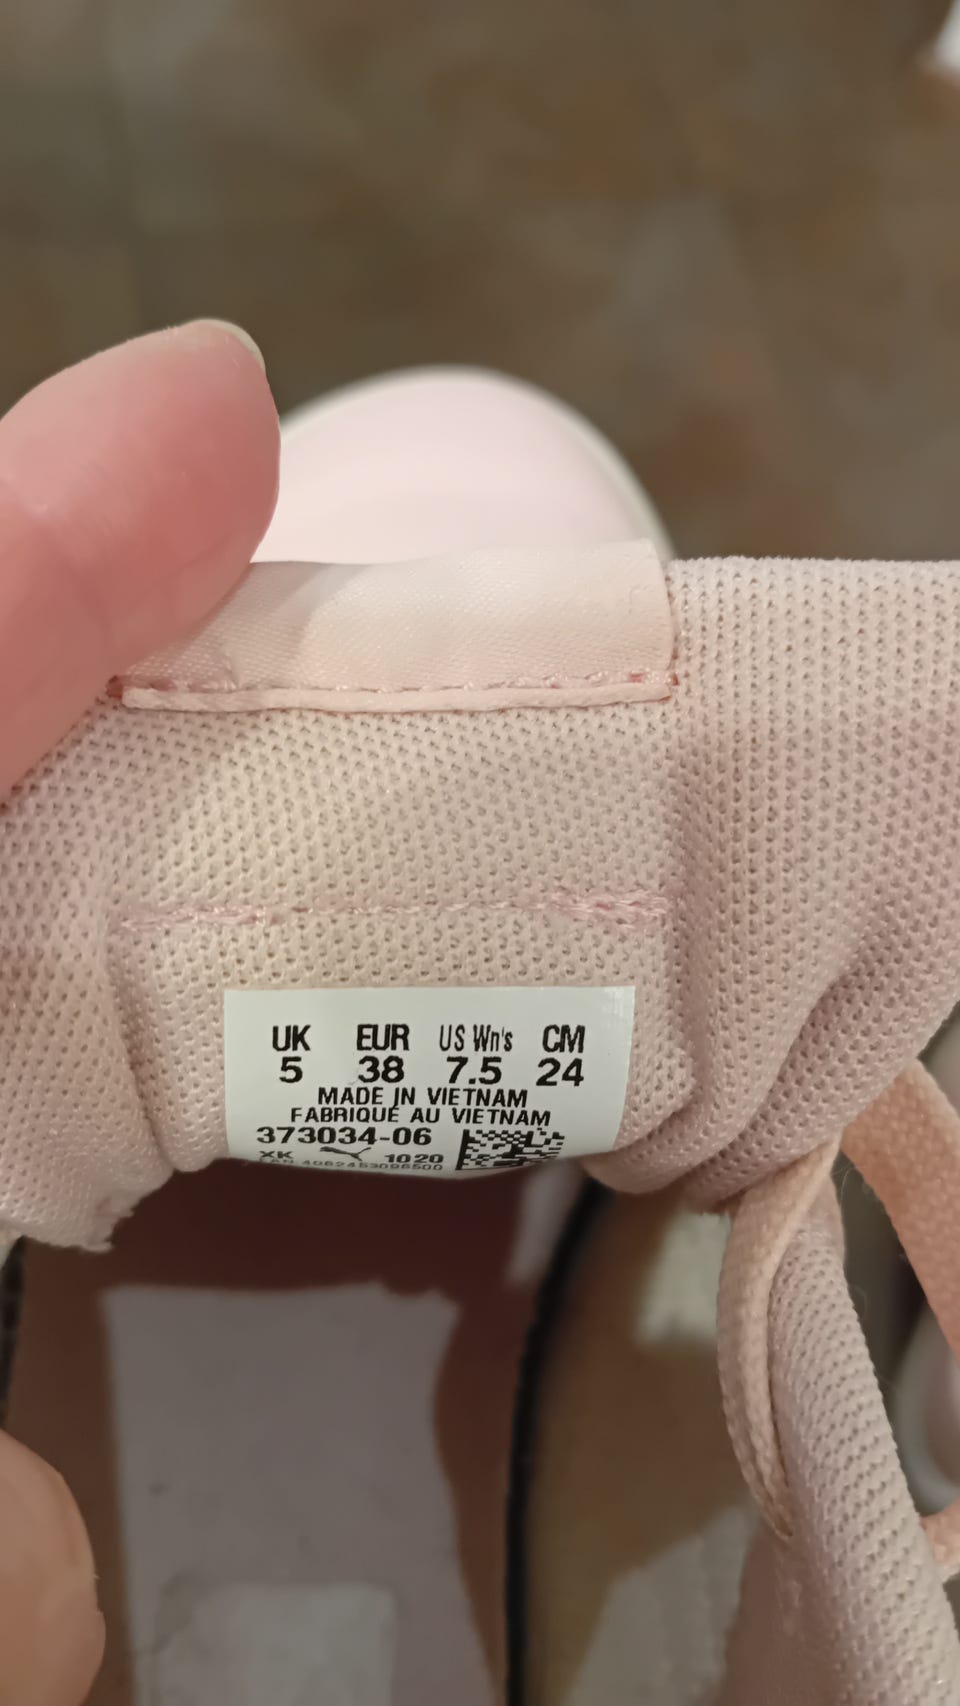 UK EUR US Wn's CM
5 38 7.5 24
MADE IN VIETNAM
FABRIQUÉ AU VIETNAM
373034-06
XK 1020
EAN: